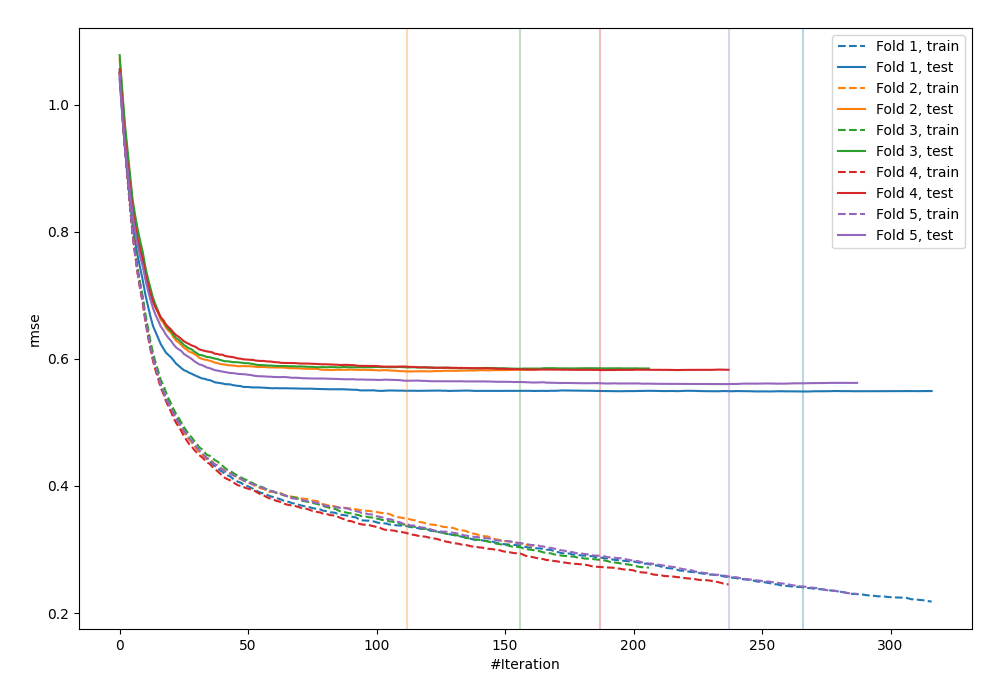 1.0
0.8
0.6
0.4
0.2
rmse
0
50
100
150
200
250
300
#Iteration
Fold 1, train
Fold 1, test
Fold 2, train
Fold 2, test
Fold 3, train
Fold 3, test
Fold 4, train
Fold 4, test
Fold 5, train
Fold 5, test